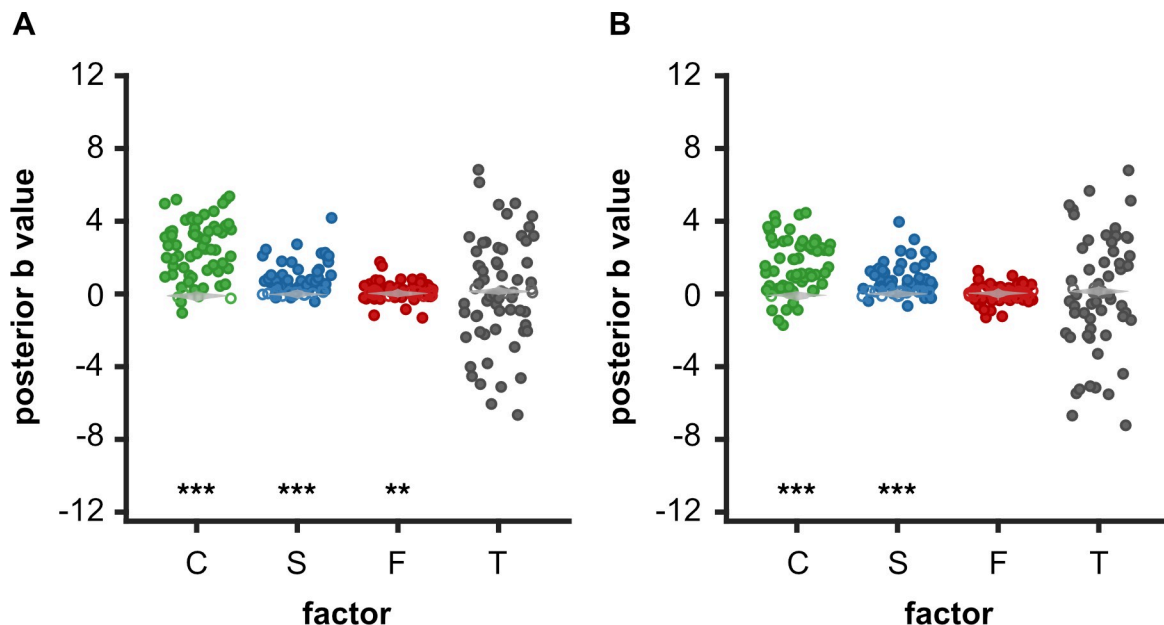 A
B
posterior b value
12
8
4
0
-4
-8
-12
*** *** **
C S F T
factor
posterior b value
12
8
4
0
-4
-8
-12
*** ***
C S F T
factor